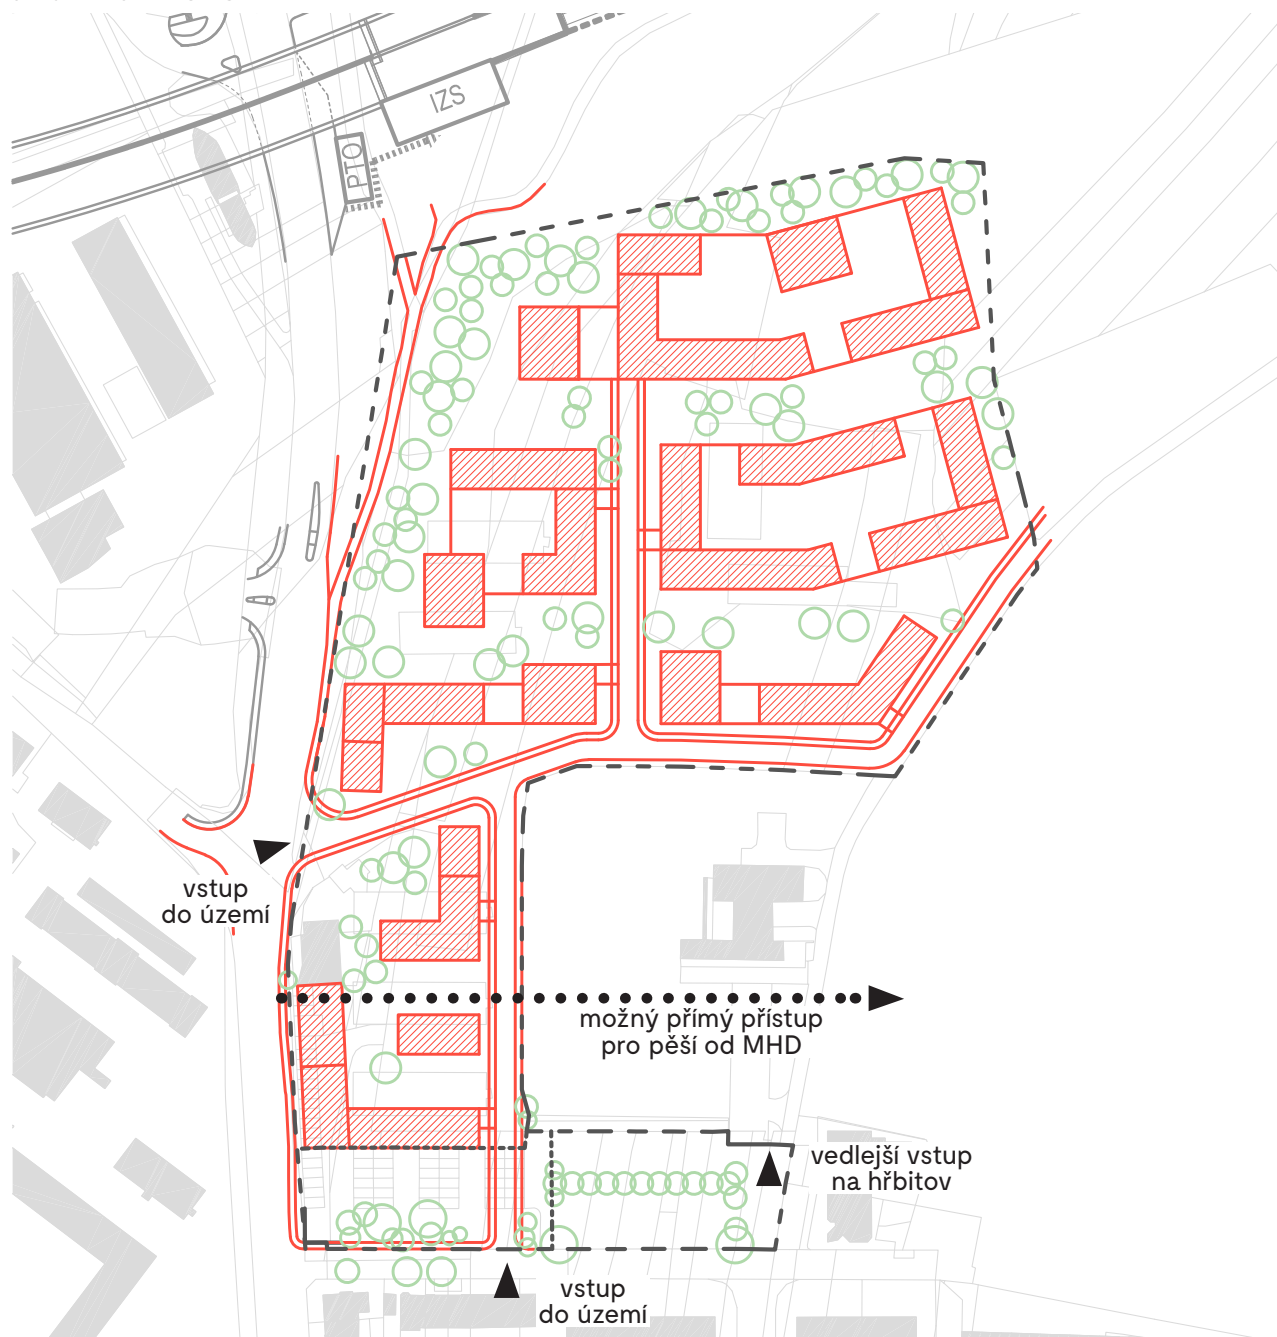 IZS
PTO
vstup
do území
možný přímý přístup
pro pěší od MHD
vedlejší vstup
na hřbitov
vstup
do území